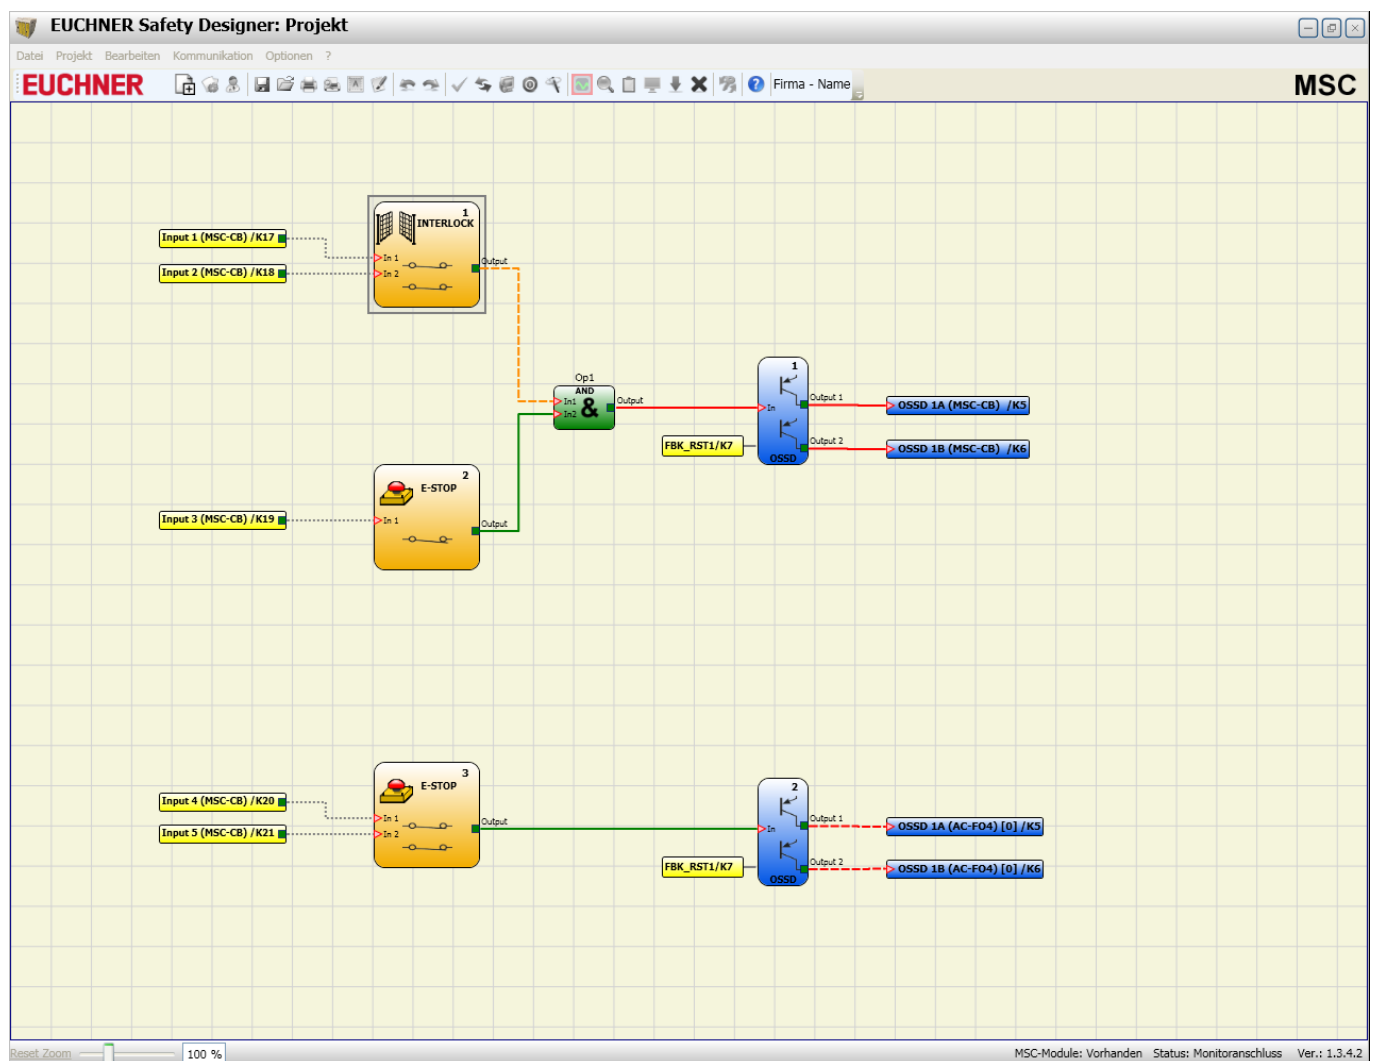 EUCHNER Safety Designer: Projekt
Datei Projekt Bearbeiten Kommunikation Optionen ?
EUCHNER Firma - Name MSC
1
INTERLOCK
Input 1 (MSC-CB) /K17
In 1
Output
Input 2 (MSC-CB) /K18
In 2
1
Op1
AND
In1 & Output
In2
In
Output 1
OSSD 1A (MSC-CB) /K5
FBK_RST1/K7
Output 2
OSSD 1B (MSC-CB) /K6
OSSD
2
E-STOP
Input 3 (MSC-CB) /K19
In 1
Output
3
E-STOP
Input 4 (MSC-CB) /K20
In 1
Output
Input 5 (MSC-CB) /K21
In 2
2
In
Output 1
OSSD 1A (AC-FO4) [0] /K5
FBK_RST1/K7
Output 2
OSSD 1B (AC-FO4) [0] /K6
OSSD
Reset Zoom 100 % MSC-Module: Vorhanden Status: Monitoranschluss Ver.: 1.3.4.2